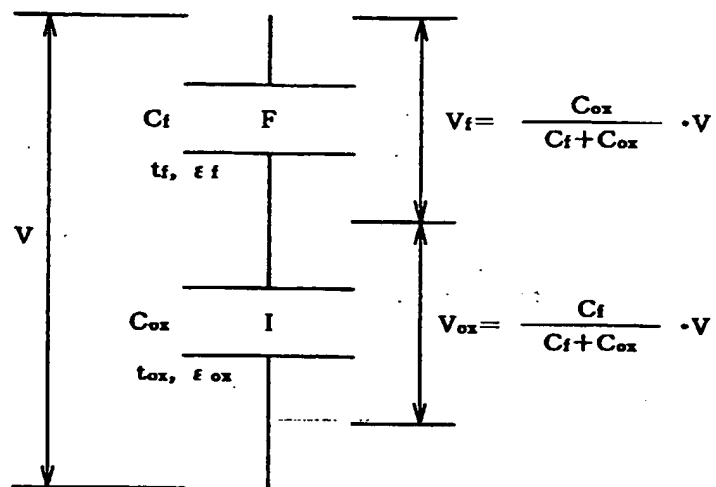 Cf F
Vf= Cox / Cf+Cox ・V
tf, εf
V
Cox I
Vox= Cf / Cf+Cox ・V
tox, εox